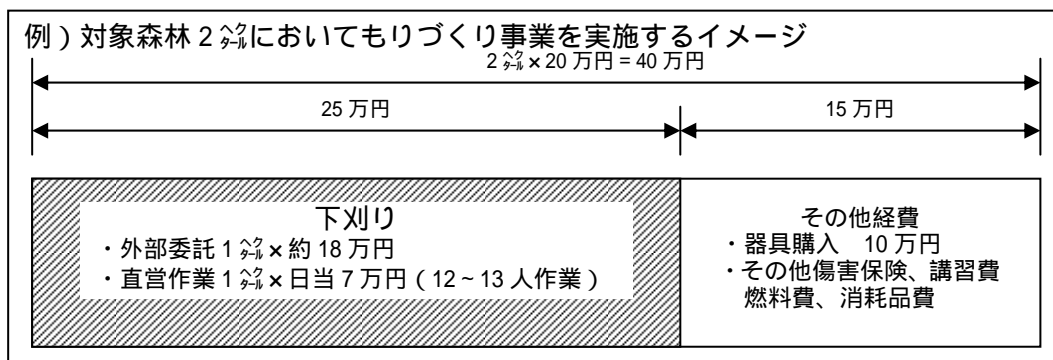 例）対象森林２㌶においてもりづくり事業を実施するイメージ
２㌶×20万円＝40万円
25万円
15万円
下刈り
・外部委託１㌶×約18万円
・直営作業１㌶×日当７万円（12～13人作業）
その他経費
・器具購入　10万円
・その他傷害保険、講習費
燃料費、消耗品費